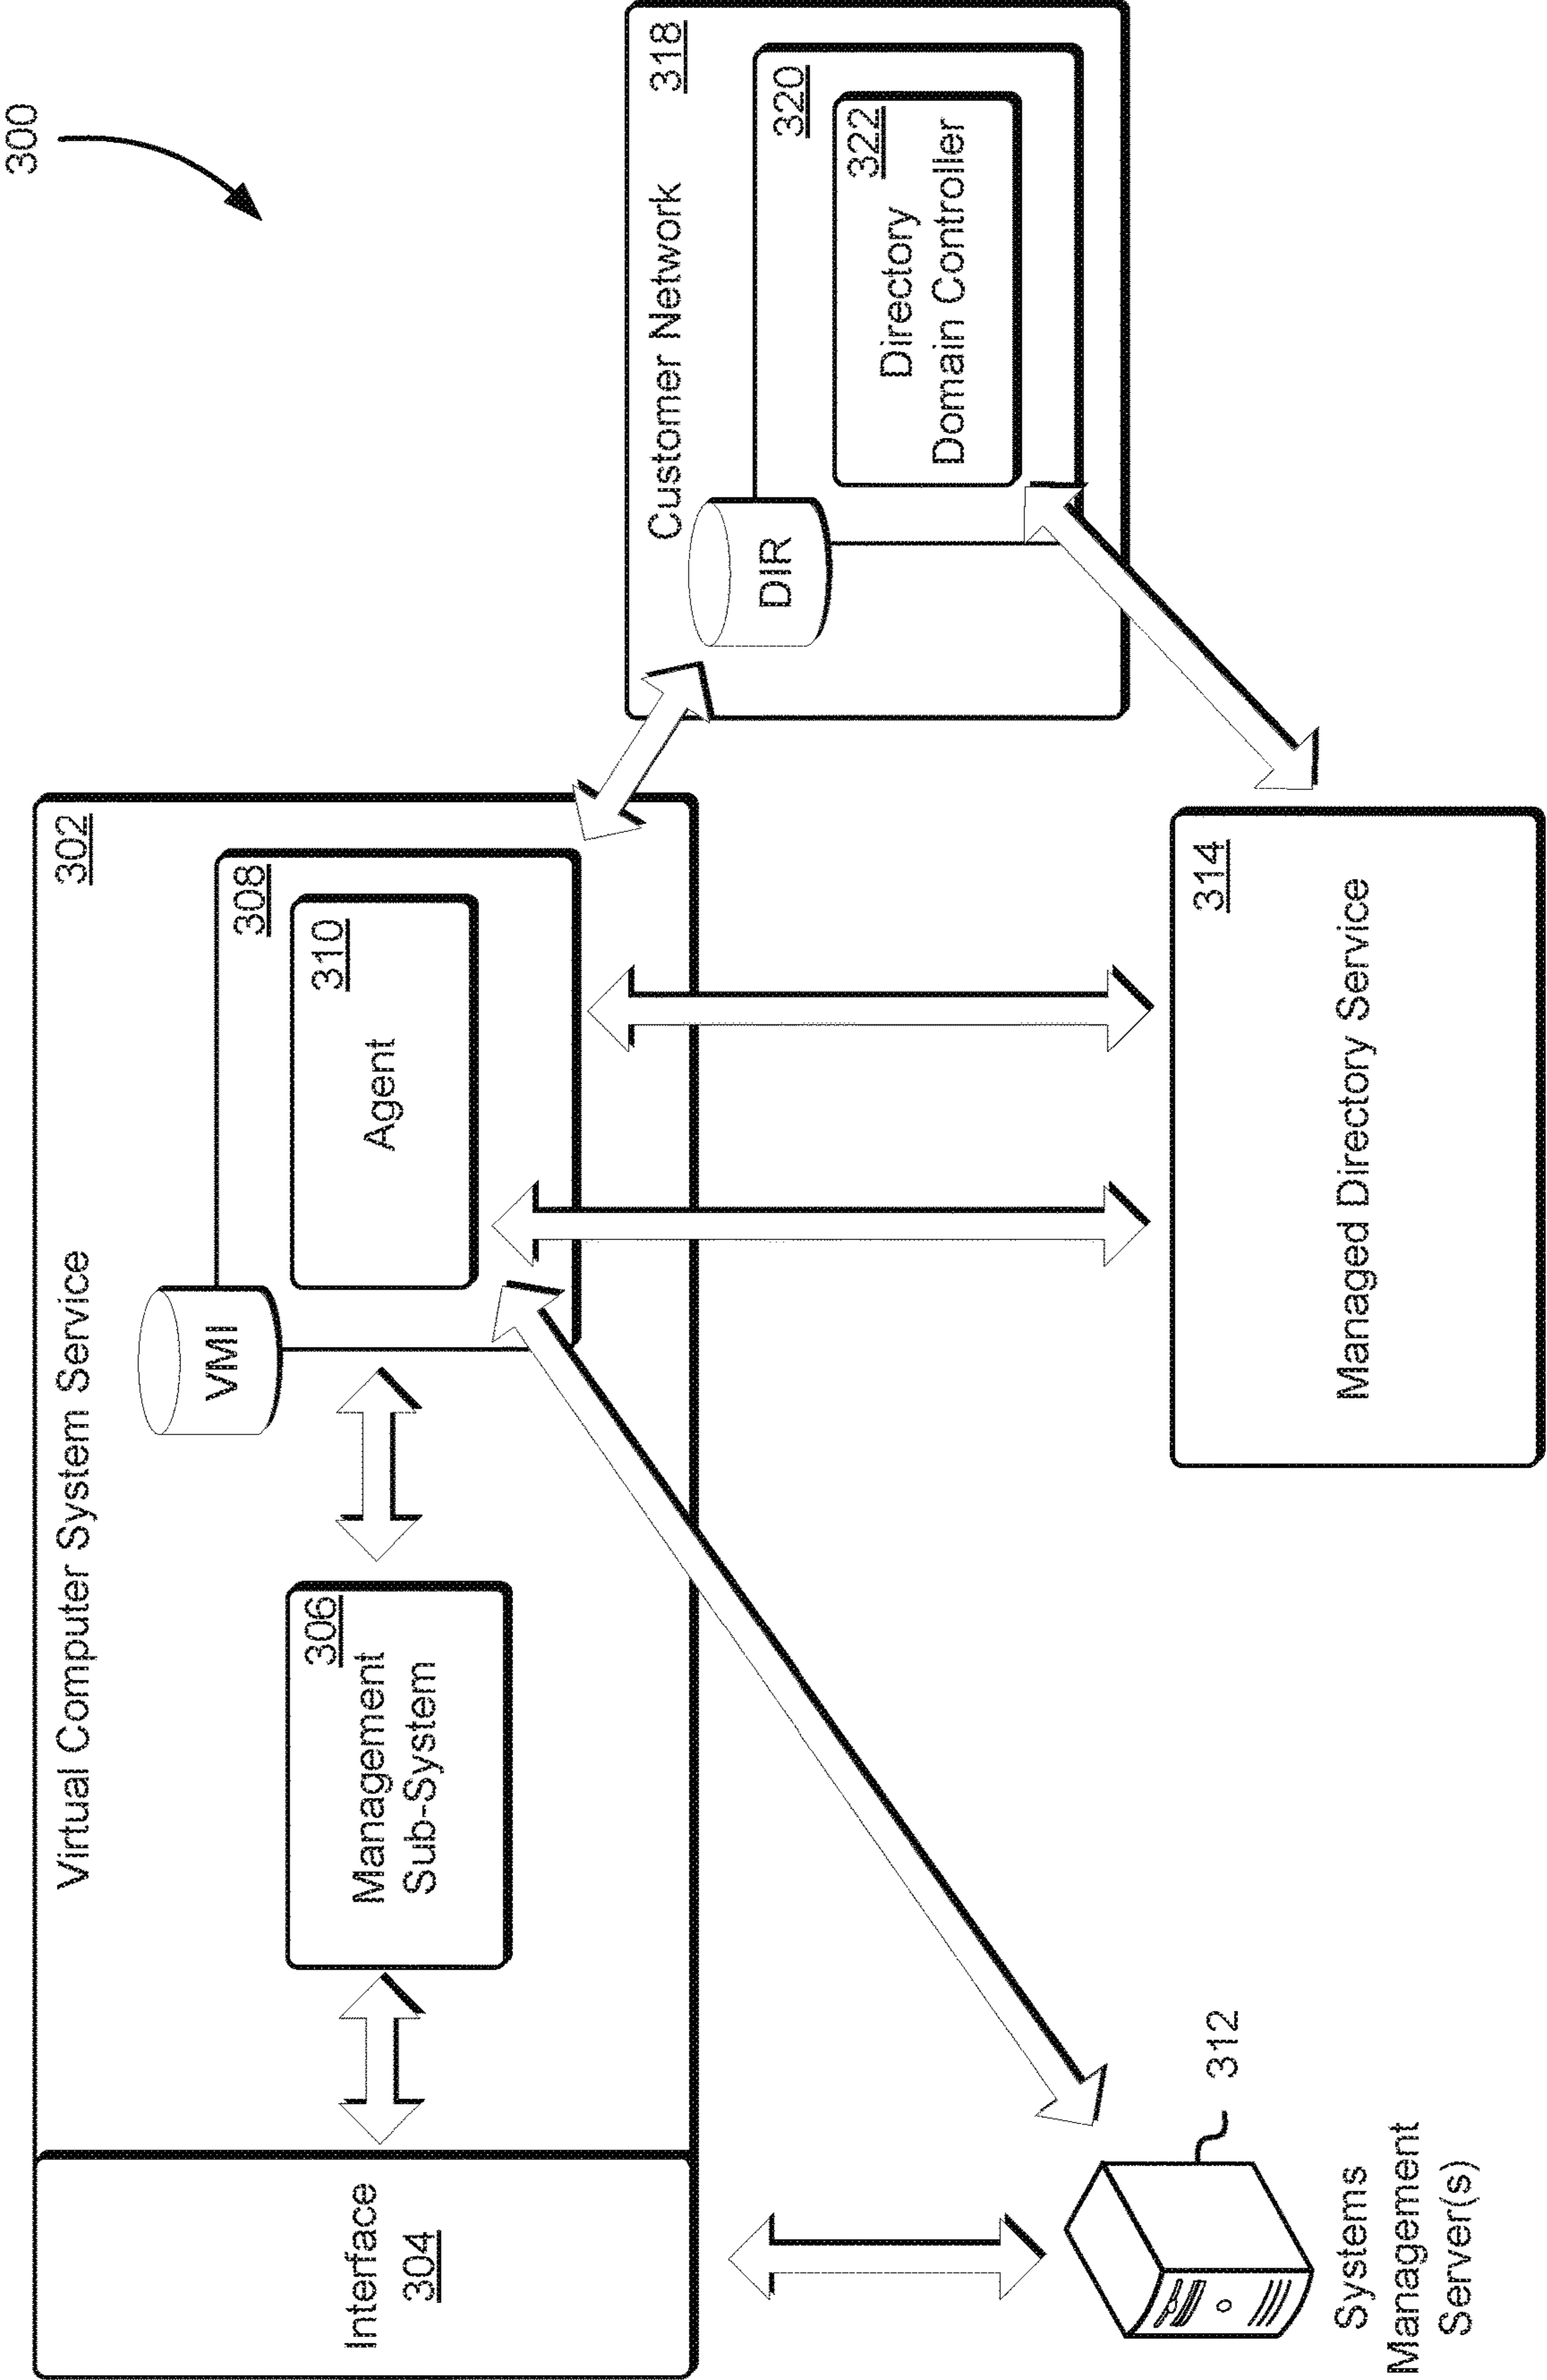 300
Virtual Computer System Service
302
Interface
304
306
Management
Sub-System
VMI
308
310
Agent
Customer Network
318
DIR
320
322
Directory
Domain Controller
312
Systems
Management
Server(s)
314
Managed Directory Service